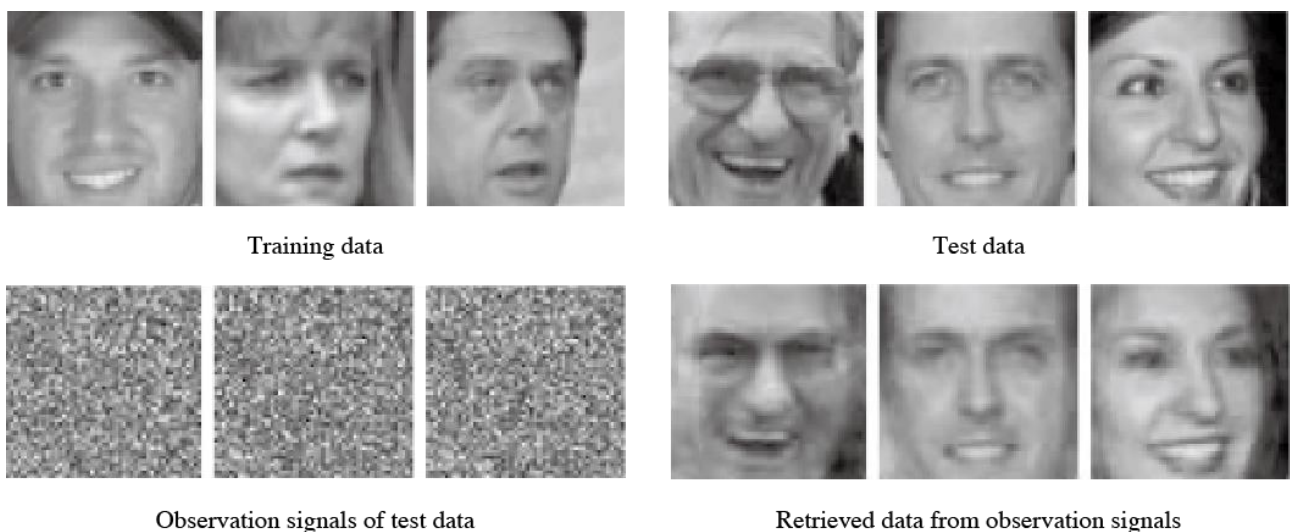 Training data
Test data
Observation signals of test data
Retrieved data from observation signals